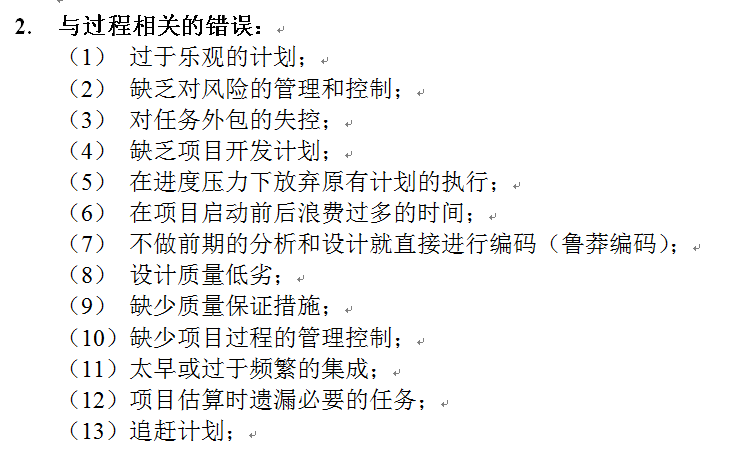 2. 与过程相关的错误：
（1） 过于乐观的计划；
（2） 缺乏对风险的管理和控制；
（3） 对任务外包的失控；
（4） 缺乏项目开发计划；
（5） 在进度压力下放弃原有计划的执行；
（6） 在项目启动前后浪费过多的时间；
（7） 不做前期的分析和设计就直接进行编码（鲁莽编码）；
（8） 设计质量低劣；
（9） 缺少质量保证措施；
（10）缺少项目过程的管理控制；
（11）太早或过于频繁的集成；
（12）项目估算时遗漏必要的任务；
（13）追赶计划；